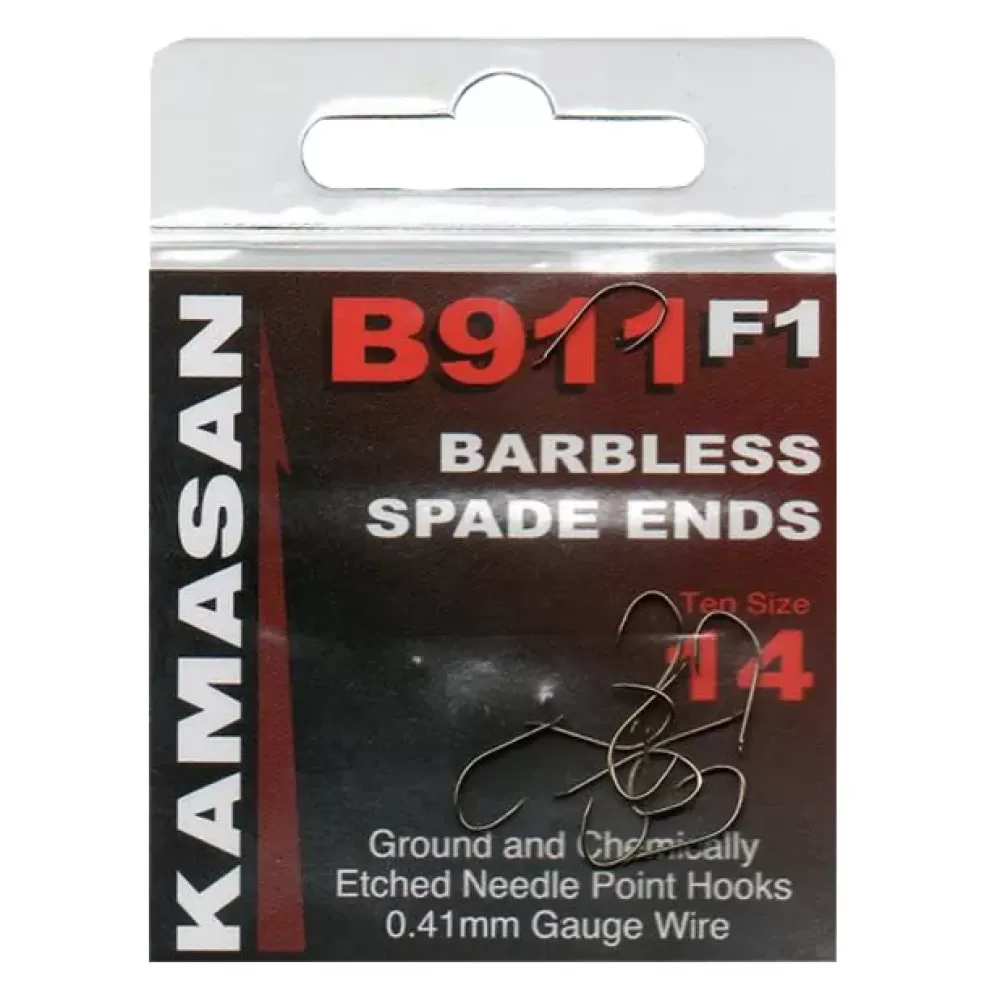 KAMASAN
B911 F1
BARBLESS
SPADE ENDS
Ten Size
14
Ground and Chemically
Etched Needle Point Hooks
0.41mm Gauge Wire